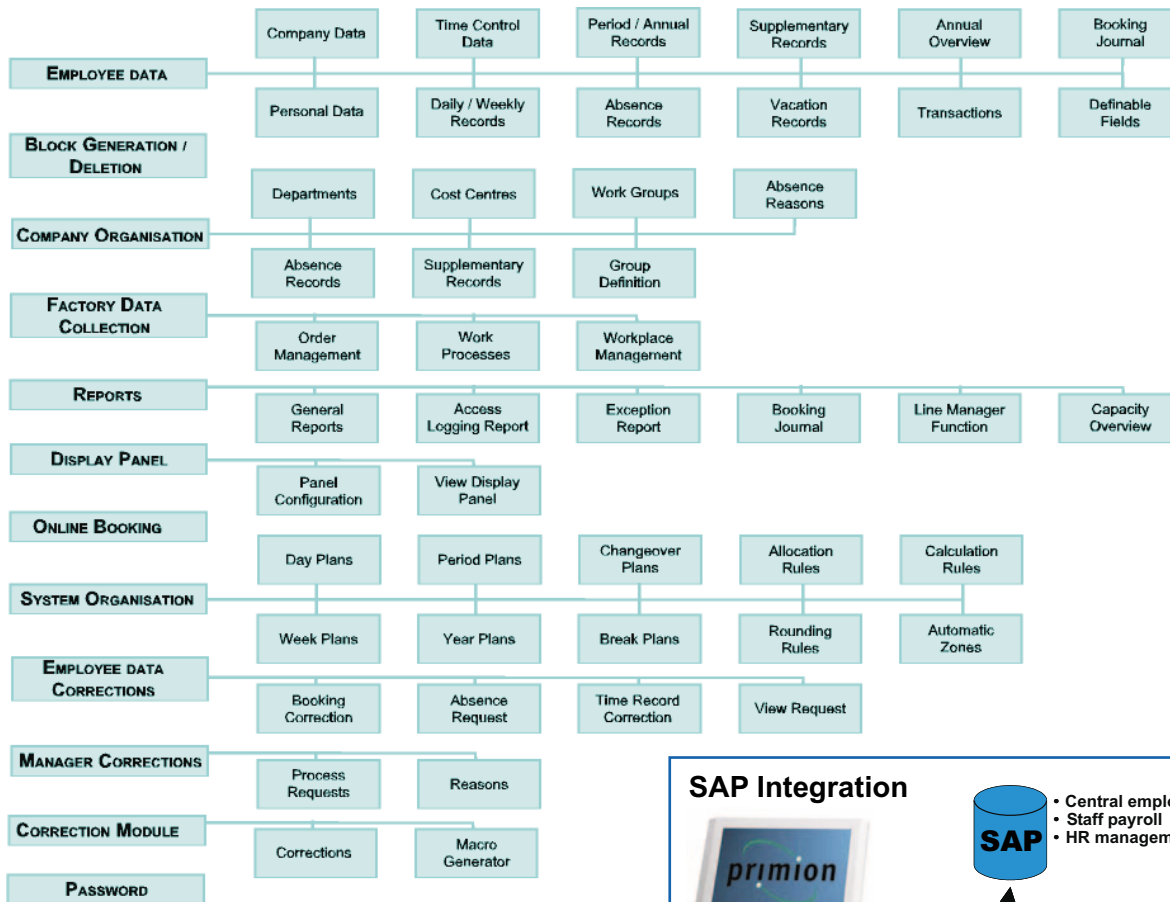 Company Data
Time Control
Data
Period / Annual
Records
Supplementary
Records
Annual
Overview
Booking
Journal
EMPLOYEE DATA
Personal Data
Daily / Weekly
Records
Absence
Records
Vacation
Records
Transactions
Definable
Fields
BLOCK GENERATION /
DELETION
Departments
Cost Centres
Work Groups
Absence
Reasons
COMPANY ORGANISATION
Absence
Records
Supplementary
Records
Group
Definition
FACTORY DATA
COLLECTION
Order
Management
Work
Processes
Workplace
Management
REPORTS
General
Reports
Access
Logging Report
Exception
Report
Booking
Journal
Line Manager
Function
Capacity
Overview
DISPLAY PANEL
Panel
Configuration
View Display
Panel
ONLINE BOOKING
Day Plans
Period Plans
Changeover
Plans
Allocation
Rules
Calculation
Rules
SYSTEM ORGANISATION
Week Plans
Year Plans
Break Plans
Rounding
Rules
Automatic
Zones
EMPLOYEE DATA
CORRECTIONS
Booking
Correction
Absence
Request
Time Record
Correction
View Request
MANAGER CORRECTIONS
Process
Requests
Reasons
CORRECTION MODULE
Corrections
Macro
Generator
PASSWORD
SAP Integration
primion
SAP
• Central emplo
• Staff payroll
• HR managem